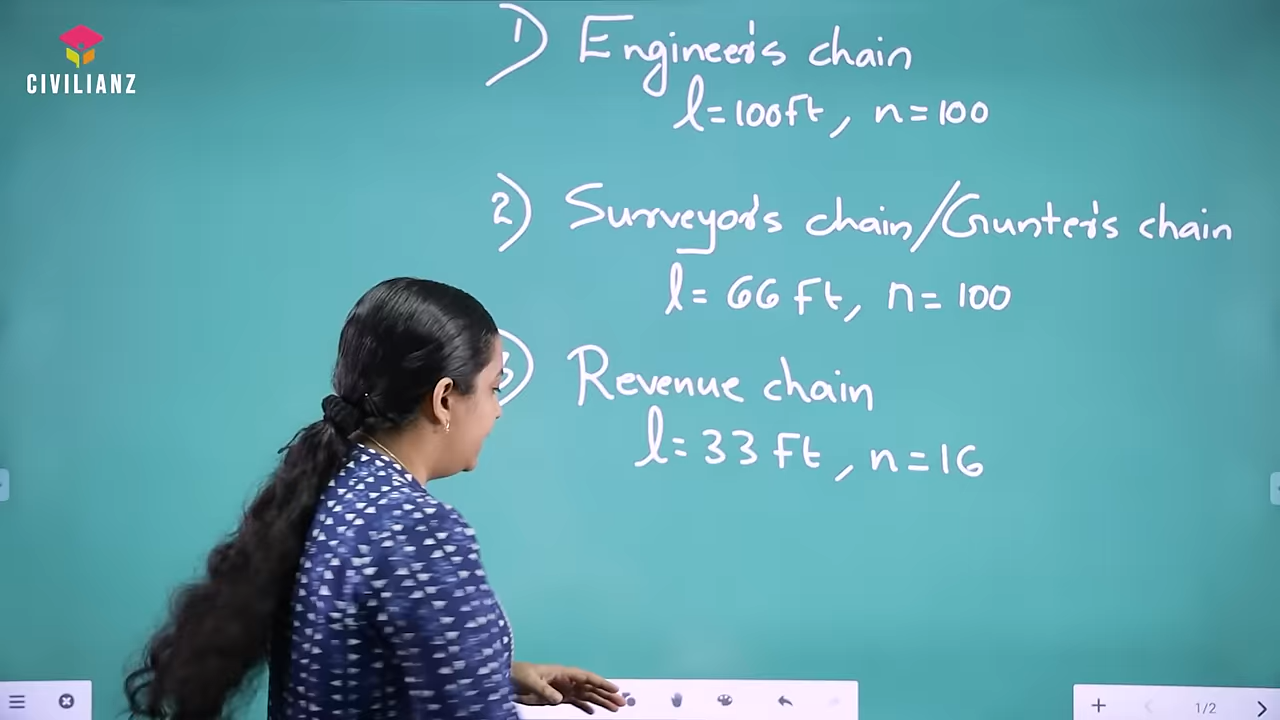 CIVILIANZ
1) Engineer's chain
l=100ft, n=100
2) Surveyor's chain/Gunter's chain
l= 66 ft, n=100
3) Revenue chain
l=33 ft, n=16
1/2